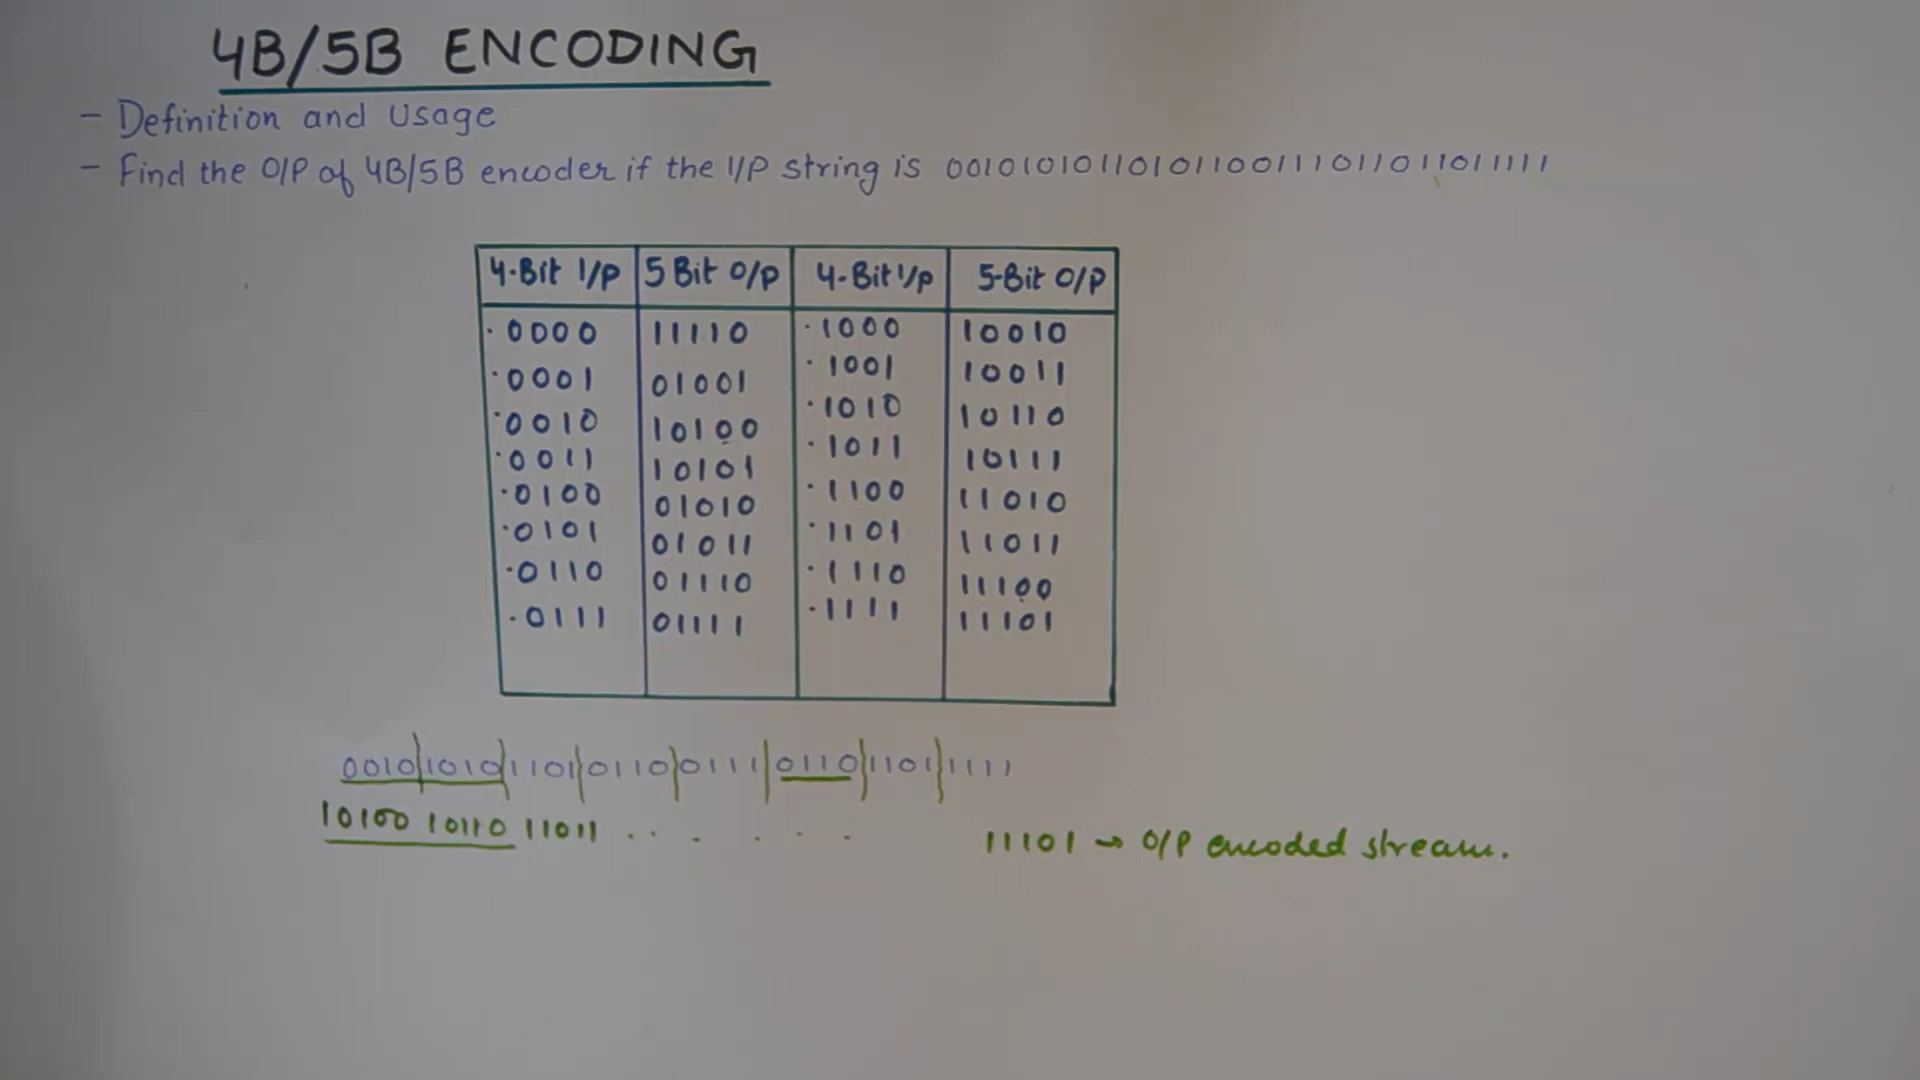 4B/5B ENCODING
- Definition and Usage
- Find the O/P of 4B/5B encoder if the I/P string is 00101010110101100111011011011111
4-Bit I/P 5 Bit O/P 4-Bit I/P 5-Bit O/P
.0000 11110 .1000 10010
.0001 01001 .1001 10011
.0010 10100 .1010 10110
.0011 10101 .1011 10111
.0100 01010 .1100 11010
.0101 01011 .1101 11011
.0110 01110 .1110 11100
.0111 01111 .1111 11101
0010|1010|1101|0110|0111|0110|1101|1111
10100 10110 11011 . . . . . . 11101 → O/P encoded stream.